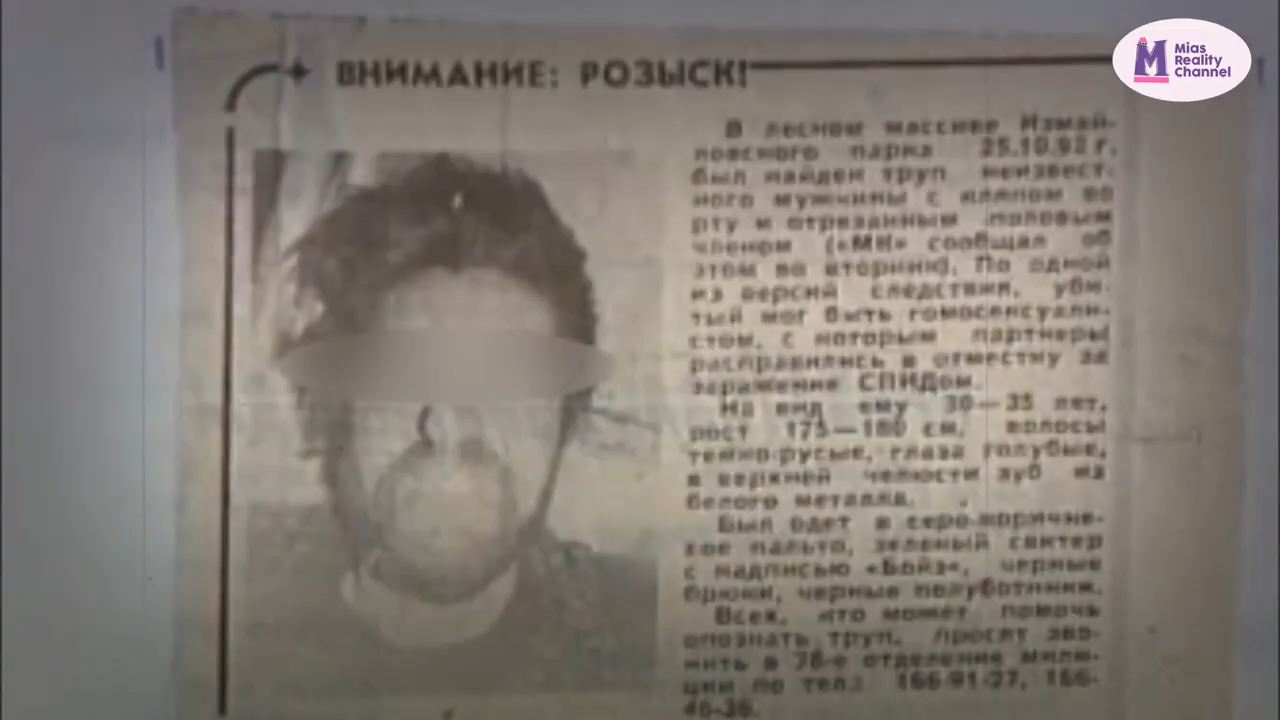 ВНИМАНИЕ: РОЗЫСК!
Mias
Reality
Channel
В лесном массиве Измай-
ловского парка 25.10.92 г.
был найден труп неизвест-
ного мужчины с кляпом во
рту и отрезанным половым
членом («МК» сообщал об
этом во вторник). По одной
из версий следствия, уби-
тый мог быть гомосексуали-
стом, с которым партнеры
расправились в отместку за
заражение СПИДом.
На вид ему 30—35 лет,
рост 175—180 см, волосы
темно-русые, глаза голубые,
в верхней челюсти зуб из
белого металла.
Был одет в серо-коричне-
вое пальто, зеленый свитер
с надписью «Бойз», черные
брюки, черные полуботинки.
Всех, кто может помочь
опознать труп, просят зво-
нить в 78-е отделение мили-
ции по тел.: 166-91-27, 166-
46-36.